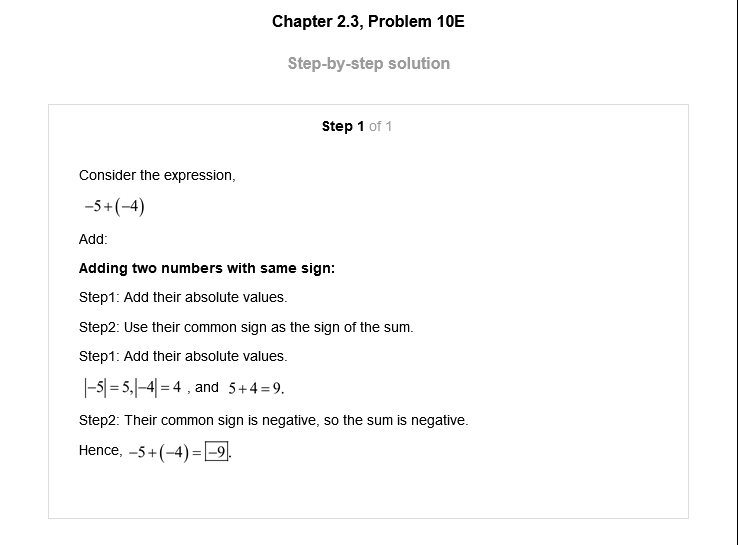 Chapter 2.3, Problem 10E
Step-by-step solution
Step 1 of 1
Consider the expression,
−5+(−4)
Add:
Adding two numbers with same sign:
Step1: Add their absolute values.
Step2: Use their common sign as the sign of the sum.
Step1: Add their absolute values.
|−5|=5,|−4|=4 , and 5+4=9.
Step2: Their common sign is negative, so the sum is negative.
Hence, −5+(−4)=−9.